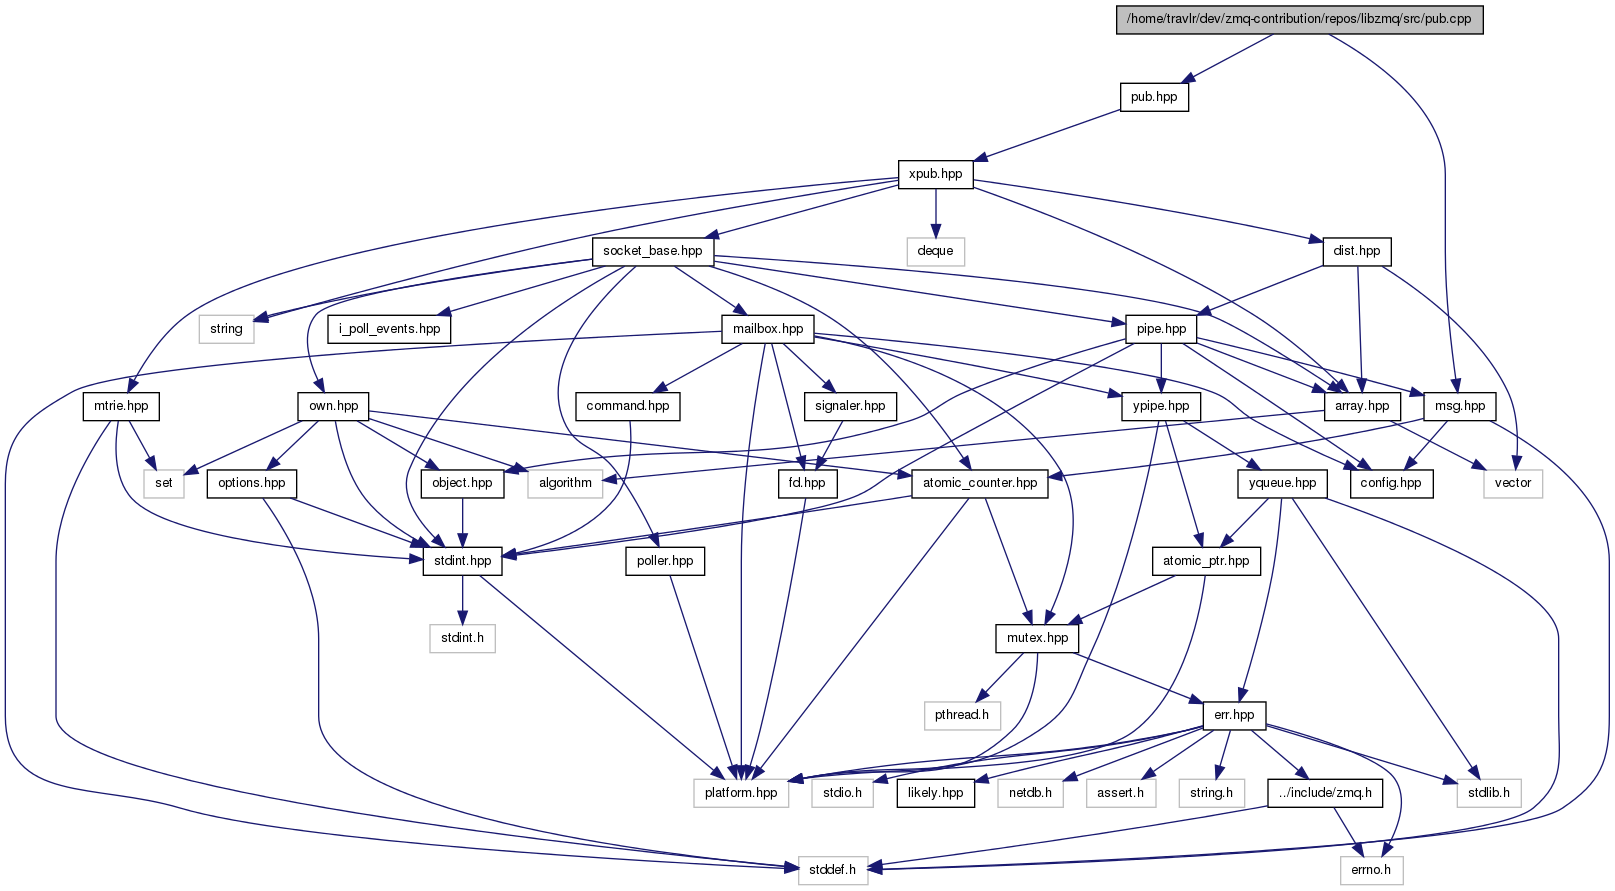 /home/travlr/dev/zmq-contribution/repos/libzmq/src/pub.cpp
pub.hpp
xpub.hpp
socket_base.hpp
deque
dist.hpp
string
i_poll_events.hpp
mailbox.hpp
pipe.hpp
mtrie.hpp
own.hpp
command.hpp
signaler.hpp
ypipe.hpp
array.hpp
msg.hpp
set
options.hpp
object.hpp
algorithm
fd.hpp
atomic_counter.hpp
yqueue.hpp
config.hpp
vector
stdint.hpp
poller.hpp
atomic_ptr.hpp
stdint.h
mutex.hpp
pthread.h
err.hpp
platform.hpp
stdio.h
likely.hpp
netdb.h
assert.h
string.h
../include/zmq.h
stdlib.h
stddef.h
errno.h